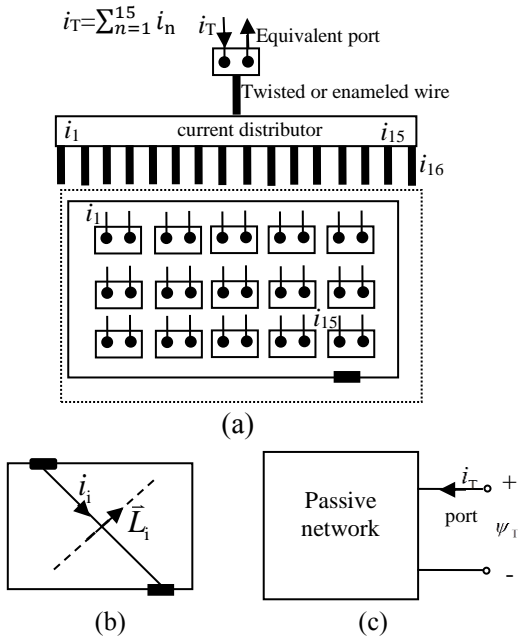 i_T=∑_{n=1}^{15} i_n
i_T
Equivalent port
Twisted or enameled wire
i_1 current distributor i_15
i_16
i_1
i_15
(a)
i_i
L⃗_i
Passive network
i_T
+
port
ψ_T
-
(b)
(c)